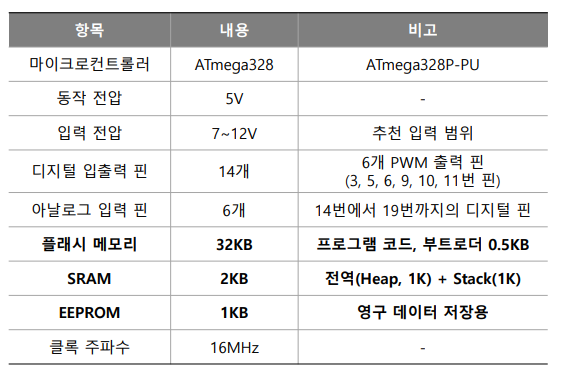 항목 내용 비고
마이크로컨트롤러 ATmega328 ATmega328P-PU
동작 전압 5V -
입력 전압 7~12V 추천 입력 범위
디지털 입출력 핀 14개 6개 PWM 출력 핀
(3, 5, 6, 9, 10, 11번 핀)
아날로그 입력 핀 6개 14번에서 19번까지의 디지털 핀
플래시 메모리 32KB 프로그램 코드, 부트로더 0.5KB
SRAM 2KB 전역(Heap, 1K) + Stack(1K)
EEPROM 1KB 영구 데이터 저장용
클록 주파수 16MHz -